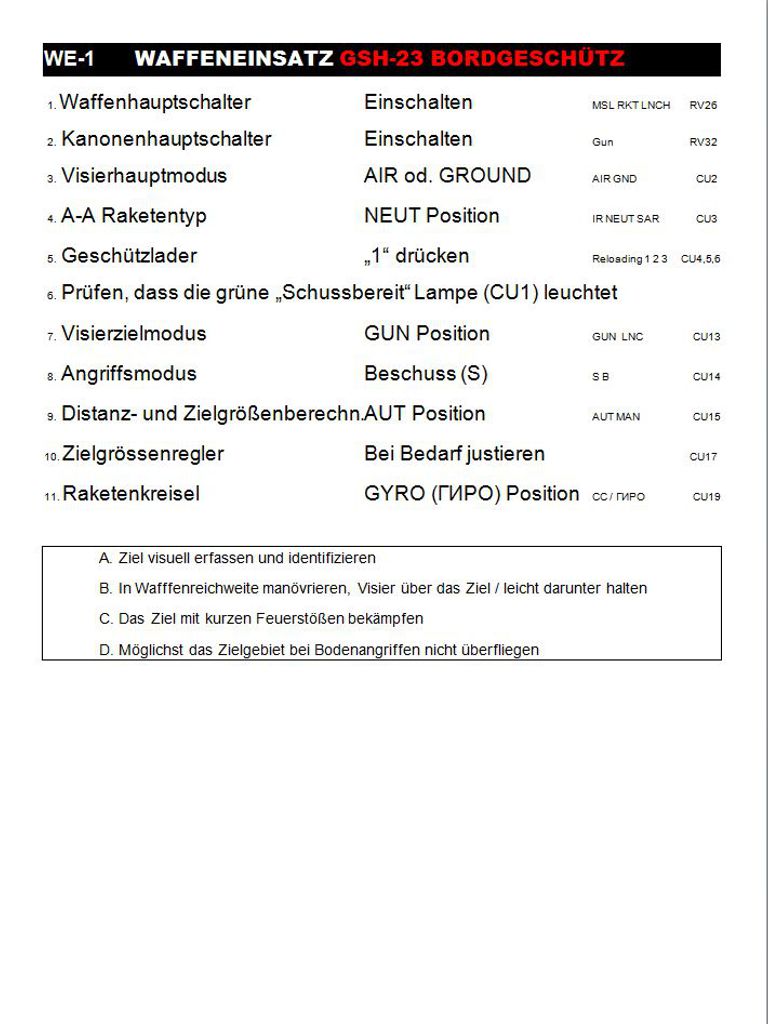 WE-1 WAFFENEINSATZ GSH-23 BORDGESCHÜTZ
1. Waffenhauptschalter Einschalten MSL RKT LNCH RV26
2. Kanonenhauptschalter Einschalten Gun RV32
3. Visierhauptmodus AIR od. GROUND AIR GND CU2
4. A-A Raketentyp NEUT Position IR NEUT SAR CU3
5. Geschützlader „1“ drücken Reloading 1 2 3 CU4,5,6
6. Prüfen, dass die grüne „Schussbereit“ Lampe (CU1) leuchtet
7. Visierzielmodus GUN Position GUN LNC CU13
8. Angriffsmodus Beschuss (S) S B CU14
9. Distanz- und Zielgrößenberechn. AUT Position AUT MAN CU15
10. Zielgrössenregler Bei Bedarf justieren CU17
11. Raketenkreisel GYRO (ГИРО) Position CC / ГИРО CU19
A. Ziel visuell erfassen und identifizieren
B. In Wafffenreichweite manövrieren, Visier über das Ziel / leicht darunter halten
C. Das Ziel mit kurzen Feuerstößen bekämpfen
D. Möglichst das Zielgebiet bei Bodenangriffen nicht überfliegen